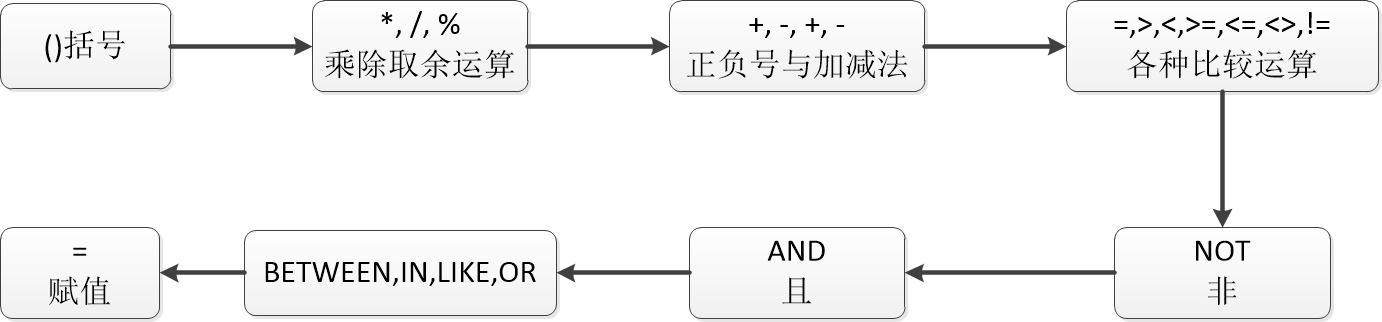 ()括号
*, /, %
乘除取余运算
+, -, +, -
正负号与加减法
=,>,<,>=,<=,<>,!=
各种比较运算
NOT
非
AND
且
BETWEEN,IN,LIKE,OR
=
赋值